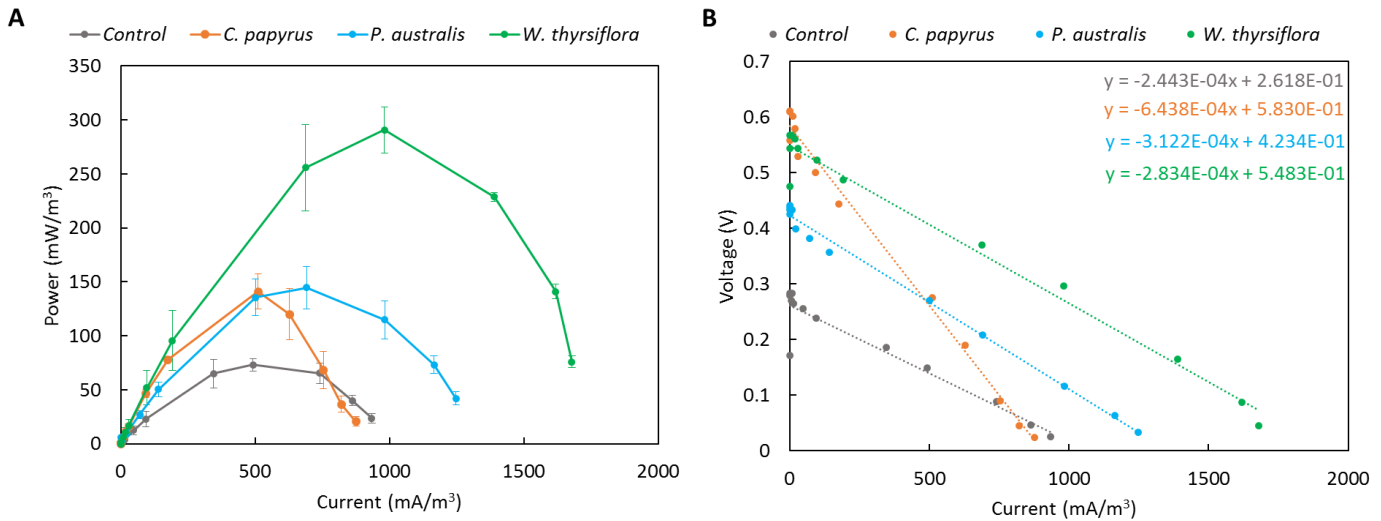 A
Control C. papyrus P. australis W. thyrsiflora
350
300
250
200
150
100
50
0
Power (mW/m³)
0 500 1000 1500 2000
Current (mA/m³)
B
Control C. papyrus P. australis W. thyrsiflora
0.7
0.6
0.5
0.4
0.3
0.2
0.1
0
Voltage (V)
y = -2.443E-04x + 2.618E-01
y = -6.438E-04x + 5.830E-01
y = -3.122E-04x + 4.234E-01
y = -2.834E-04x + 5.483E-01
0 500 1000 1500 2000
Current (mA/m³)